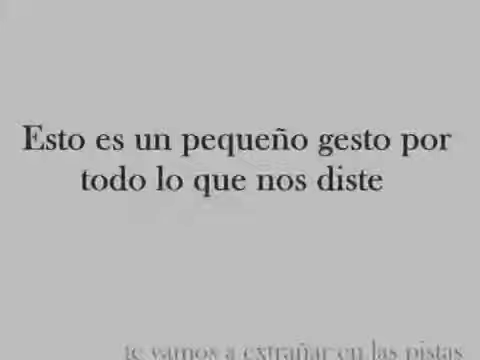 Esto es un pequeño gesto por
todo lo que nos diste
te vamos a extrañar en las pistas